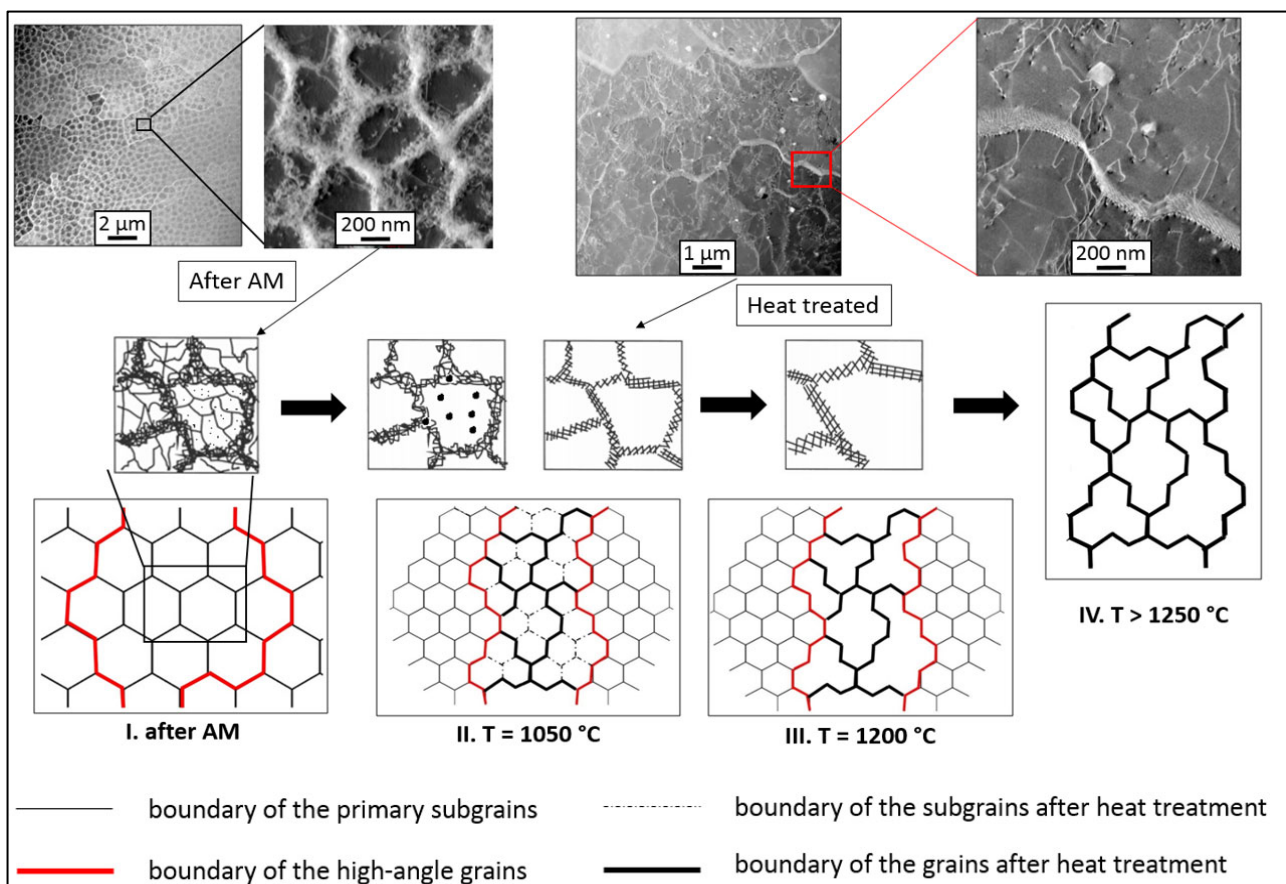 2 µm
200 nm
1 µm
200 nm
After AM
Heat treated
I. after AM
II. T = 1050 °C
III. T = 1200 °C
IV. T > 1250 °C
boundary of the primary subgrains
boundary of the subgrains after heat treatment
boundary of the high-angle grains
boundary of the grains after heat treatment